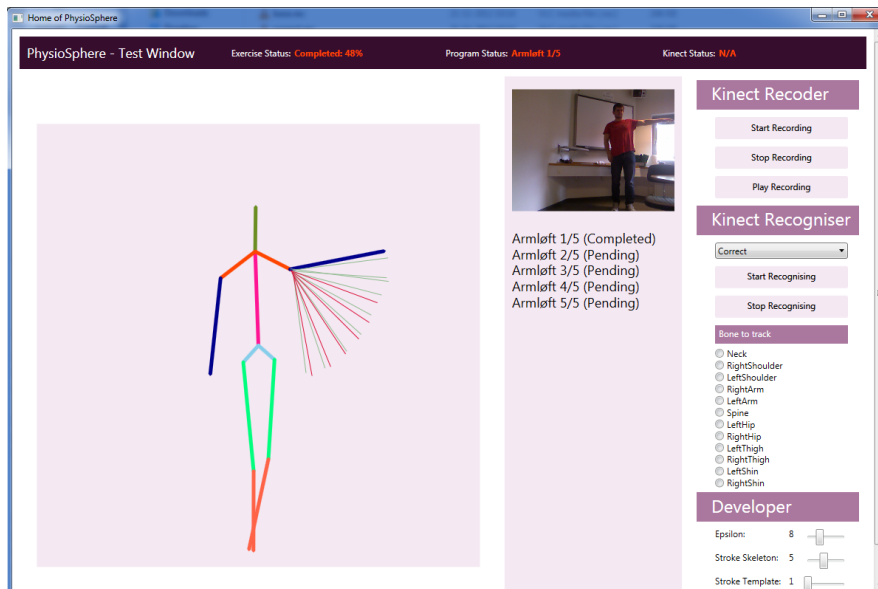 Home of PhysioSphere
PhysioSphere - Test Window
Exercise Status: Completed: 48%
Program Status: Armløft 1/5
Kinect Status: N/A
Armløft 1/5 (Completed)
Armløft 2/5 (Pending)
Armløft 3/5 (Pending)
Armløft 4/5 (Pending)
Armløft 5/5 (Pending)
Kinect Recoder
Start Recording
Stop Recording
Play Recording
Kinect Recogniser
Correct
Start Recognising
Stop Recognising
Bone to track
Neck
RightShoulder
LeftShoulder
RightArm
LeftArm
Spine
LeftHip
RightHip
LeftThigh
RightThigh
LeftShin
RightShin
Developer
Epsilon: 8
Stroke Skeleton: 5
Stroke Template: 1